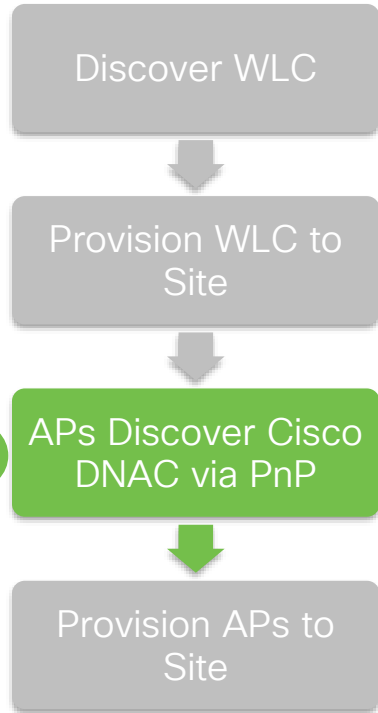 Discover WLC
Provision WLC to
Site
APs Discover Cisco
DNAC via PnP
Provision APs to
Site